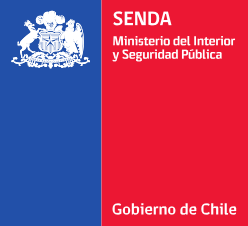 SENDA
Ministerio del Interior
y Seguridad Pública
Gobierno de Chile